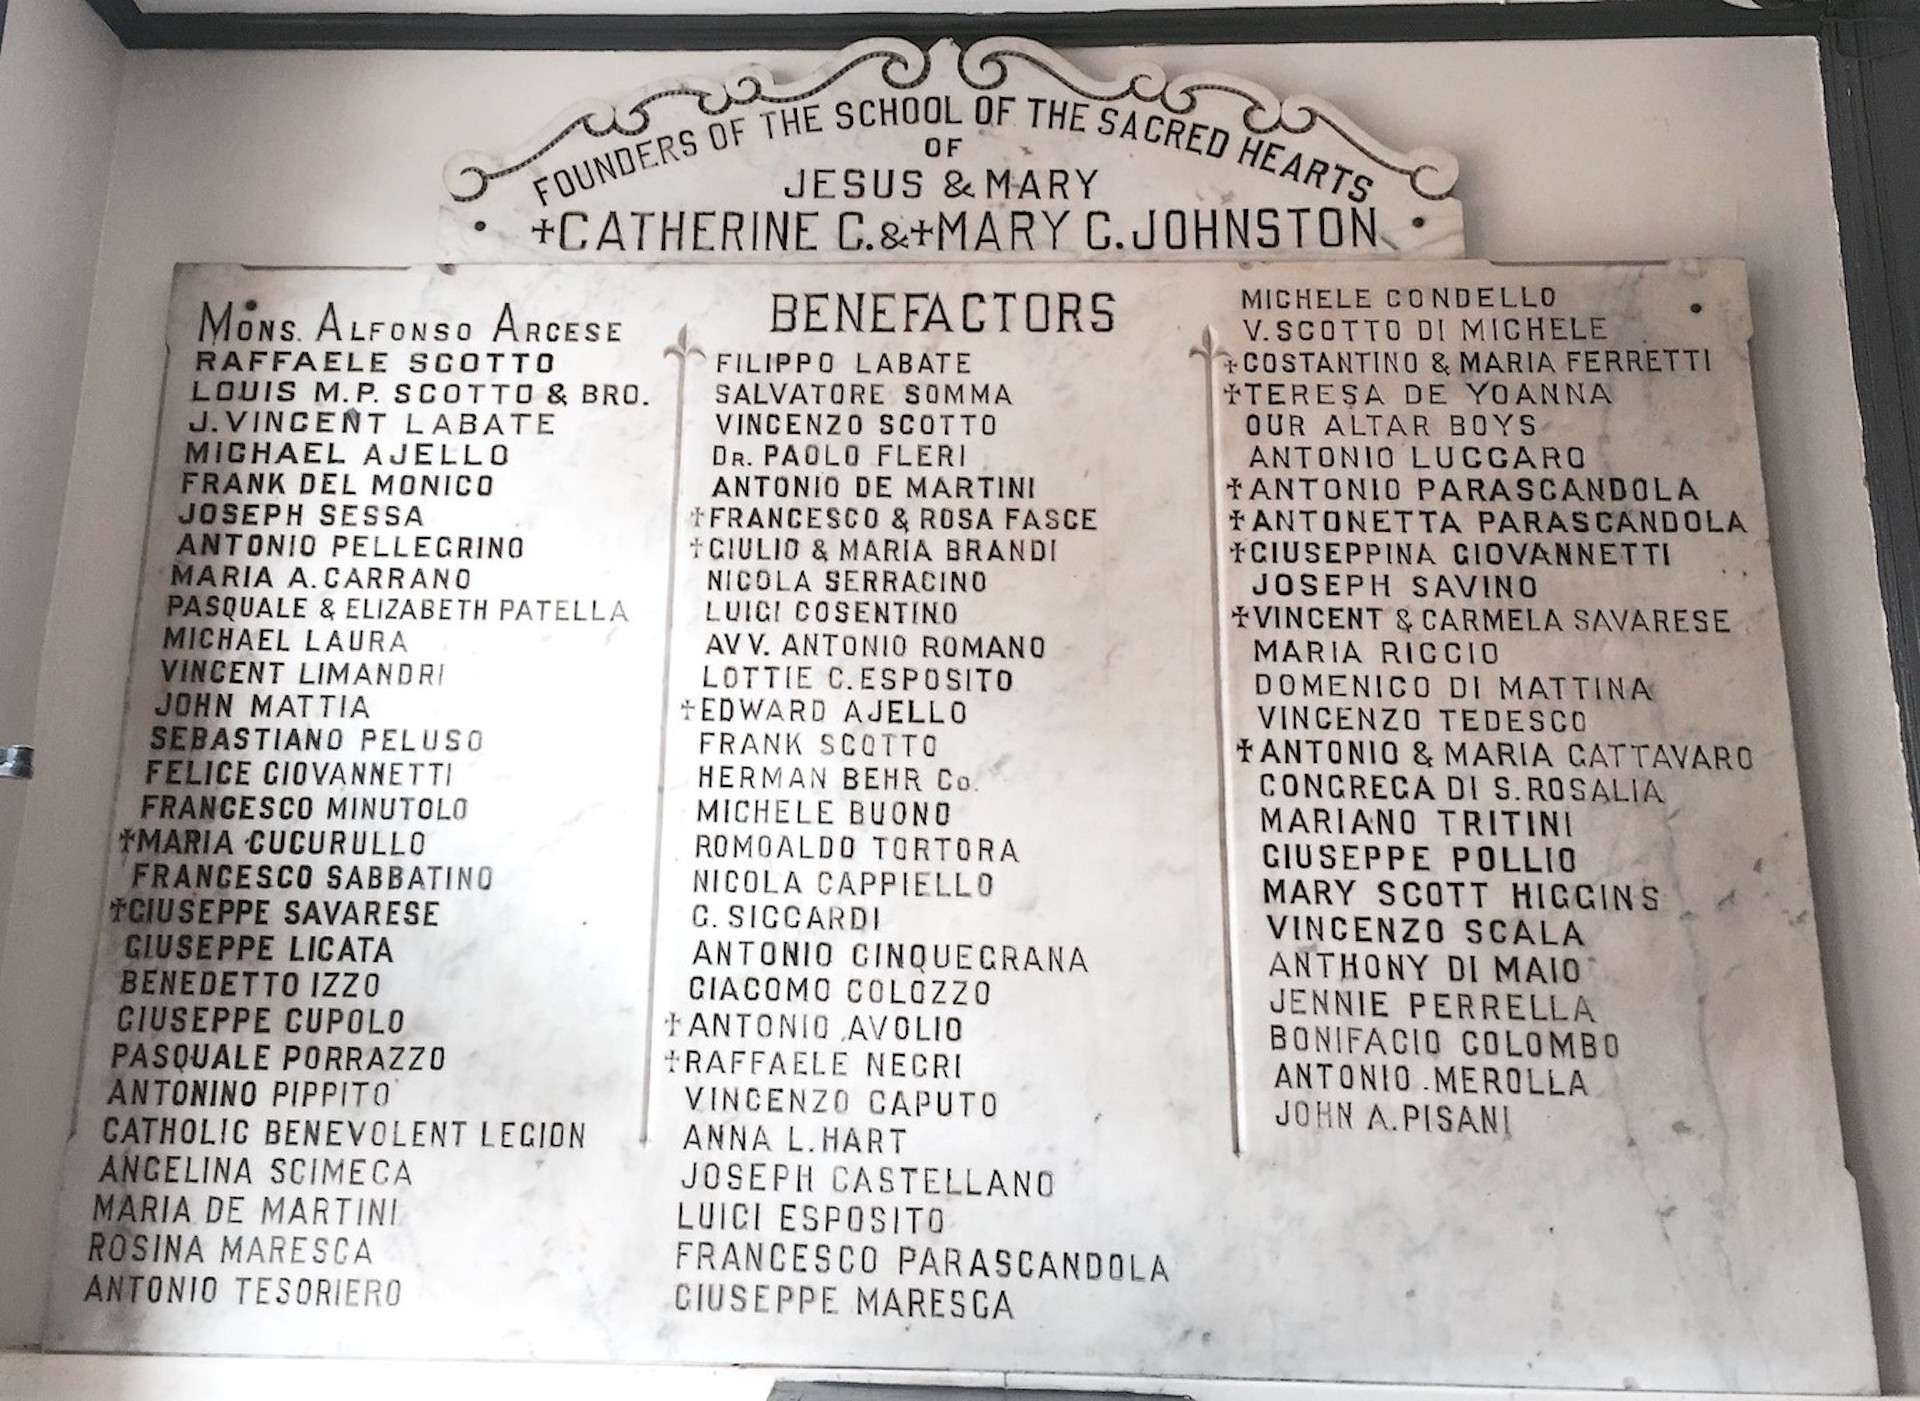 FOUNDERS OF THE SCHOOL OF THE SACRED HEARTS
OF
JESUS & MARY
✝CATHERINE C.&✝MARY C.JOHNSTON
BENEFACTORS
MONS. ALFONSO ARCESE
RAFFAELE SCOTTO
LOUIS M.P. SCOTTO & BRO.
J.VINCENT LABATE
MICHAEL AJELLO
FRANK DEL MONICO
JOSEPH SESSA
ANTONIO PELLEGRINO
MARIA A.CARRANO
PASQUALE & ELIZABETH PATELLA
MICHAEL LAURA
VINCENT LIMANDRI
JOHN MATTIA
SEBASTIANO PELUSO
FELICE GIOVANNETTI
FRANCESCO MINUTOLO
✝MARIA CUCURULLO
FRANCESCO SABBATINO
✝GIUSEPPE SAVARESE
GIUSEPPE LICATA
BENEDETTO IZZO
GIUSEPPE CUPOLO
PASQUALE PORRAZZO
ANTONINO PIPPITO
CATHOLIC BENEVOLENT LEGION
ANGELINA SCIMECA
MARIA DE MARTINI
ROSINA MARESCA
ANTONIO TESORIERO
FILIPPO LABATE
SALVATORE SOMMA
VINCENZO SCOTTO
DR. PAOLO FLERI
ANTONIO DE MARTINI
✝FRANCESCO & ROSA FASCE
✝GIULIO & MARIA BRANDI
NICOLA SERRACINO
LUIGI COSENTINO
AVV. ANTONIO ROMANO
LOTTIE C.ESPOSITO
✝EDWARD AJELLO
FRANK SCOTTO
HERMAN BEHR Co.
MICHELE BUONO
ROMOALDO TORTORA
NICOLA CAPPIELLO
G. SICCARDI
ANTONIO CINQUEGRANA
GIACOMO COLOZZO
✝ANTONIO AVOLIO
✝RAFFAELE NEGRI
VINCENZO CAPUTO
ANNA L.HART
JOSEPH CASTELLANO
LUIGI ESPOSITO
FRANCESCO PARASCANDOLA
GIUSEPPE MARESCA
MICHELE CONDELLO
V.SCOTTO DI MICHELE
✝COSTANTINO & MARIA FERRETTI
✝TERESA DE YOANNA
OUR ALTAR BOYS
ANTONIO LUCCARO
✝ANTONIO PARASCANDOLA
✝ANTONETTA PARASCANDOLA
✝GIUSEPPINA GIOVANNETTI
JOSEPH SAVINO
✝VINCENT & CARMELA SAVARESE
MARIA RICCIO
DOMENICO DI MATTINA
VINCENZO TEDESCO
✝ANTONIO & MARIA GATTAVARO
CONGREGA DI S.ROSALIA
MARIANO TRITINI
GIUSEPPE POLLIO
MARY SCOTT HIGGINS
VINCENZO SCALA
ANTHONY DI MAIO
JENNIE PERRELLA
BONIFACIO COLOMBO
ANTONIO MEROLLA
JOHN A.PISANI